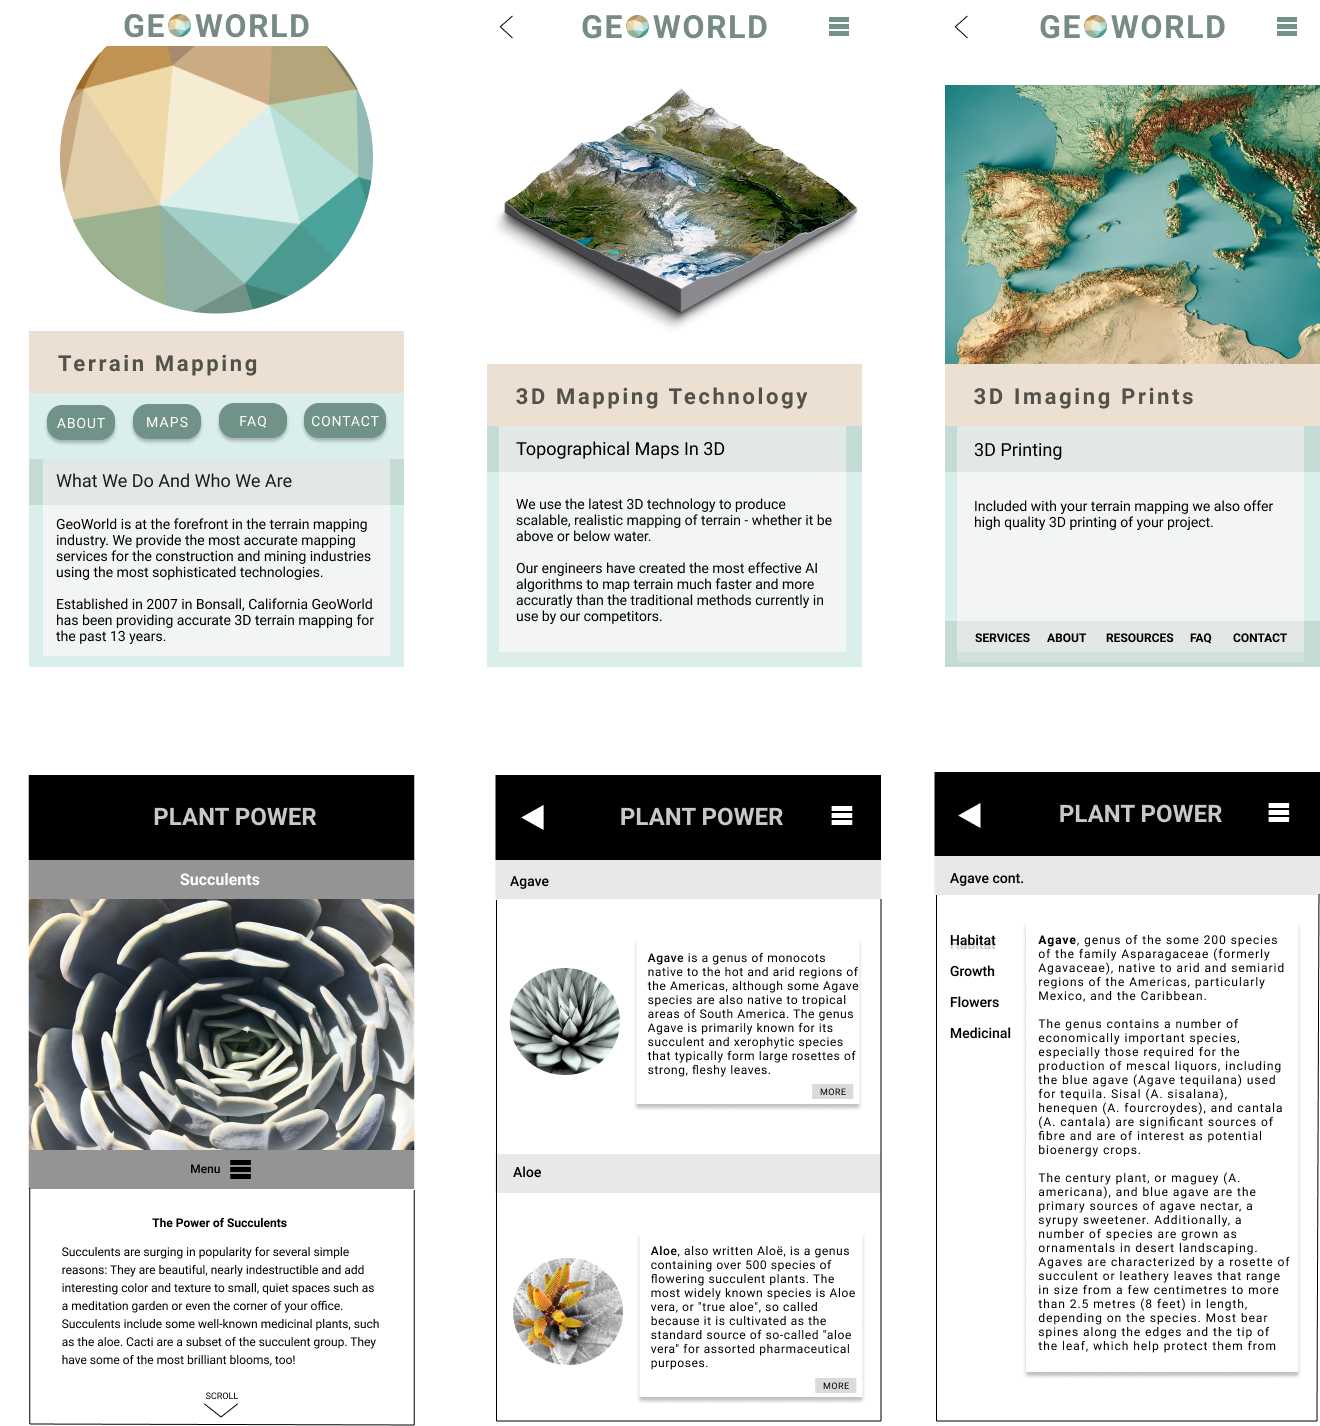 GEOWORLD
Terrain Mapping
ABOUT
MAPS
FAQ
CONTACT
What We Do And Who We Are
GeoWorld is at the forefront in the terrain mapping
industry. We provide the most accurate mapping
services for the construction and mining industries
using the most sophisticated technologies.
Established in 2007 in Bonsall, California GeoWorld
has been providing accurate 3D terrain mapping for
the past 13 years.
GEOWORLD
3D Mapping Technology
Topographical Maps In 3D
We use the latest 3D technology to produce
scalable, realistic mapping of terrain - whether it be
above or below water.
Our engineers have created the most effective AI
algorithms to map terrain much faster and more
accuratly than the traditional methods currently in
use by our competitors.
GEOWORLD
3D Imaging Prints
3D Printing
Included with your terrain mapping we also offer
high quality 3D printing of your project.
SERVICES ABOUT RESOURCES FAQ CONTACT
PLANT POWER
Succulents
Menu
The Power of Succulents
Succulents are surging in popularity for several simple
reasons: They are beautiful, nearly indestructible and add
interesting color and texture to small, quiet spaces such as
a meditation garden or even the corner of your office.
Succulents include some well-known medicinal plants, such
as the aloe. Cacti are a subset of the succulent group. They
have some of the most brilliant blooms, too!
SCROLL
PLANT POWER
Agave
Agave is a genus of monocots
native to the hot and arid regions of
the Americas, although some Agave
species are also native to tropical
areas of South America. The genus
Agave is primarily known for its
succulent and xerophytic species
that typically form large rosettes of
strong, fleshy leaves.
MORE
Aloe
Aloe, also written Aloë, is a genus
containing over 500 species of
flowering succulent plants. The
most widely known species is Aloe
vera, or "true aloe", so called
because it is cultivated as the
standard source of so-called "aloe
vera" for assorted pharmaceutical
purposes.
MORE
PLANT POWER
Agave cont.
Habitat
Growth
Flowers
Medicinal
Agave, genus of the some 200 species
of the family Asparagaceae (formerly
Agavaceae), native to arid and semiarid
regions of the Americas, particularly
Mexico, and the Caribbean.
The genus contains a number of
economically important species,
especially those required for the
production of mescal liquors, including
the blue agave (Agave tequilana) used
for tequila. Sisal (A. sisalana),
henequen (A. fourcroydes), and cantala
(A. cantala) are significant sources of
fibre and are of interest as potential
bioenergy crops.
The century plant, or maguey (A.
americana), and blue agave are the
primary sources of agave nectar, a
syrupy sweetener. Additionally, a
number of species are grown as
ornamentals in desert landscaping.
Agaves are characterized by a rosette of
succulent or leathery leaves that range
in size from a few centimetres to more
than 2.5 metres (8 feet) in length,
depending on the species. Most bear
spines along the edges and the tip of
the leaf, which help protect them from